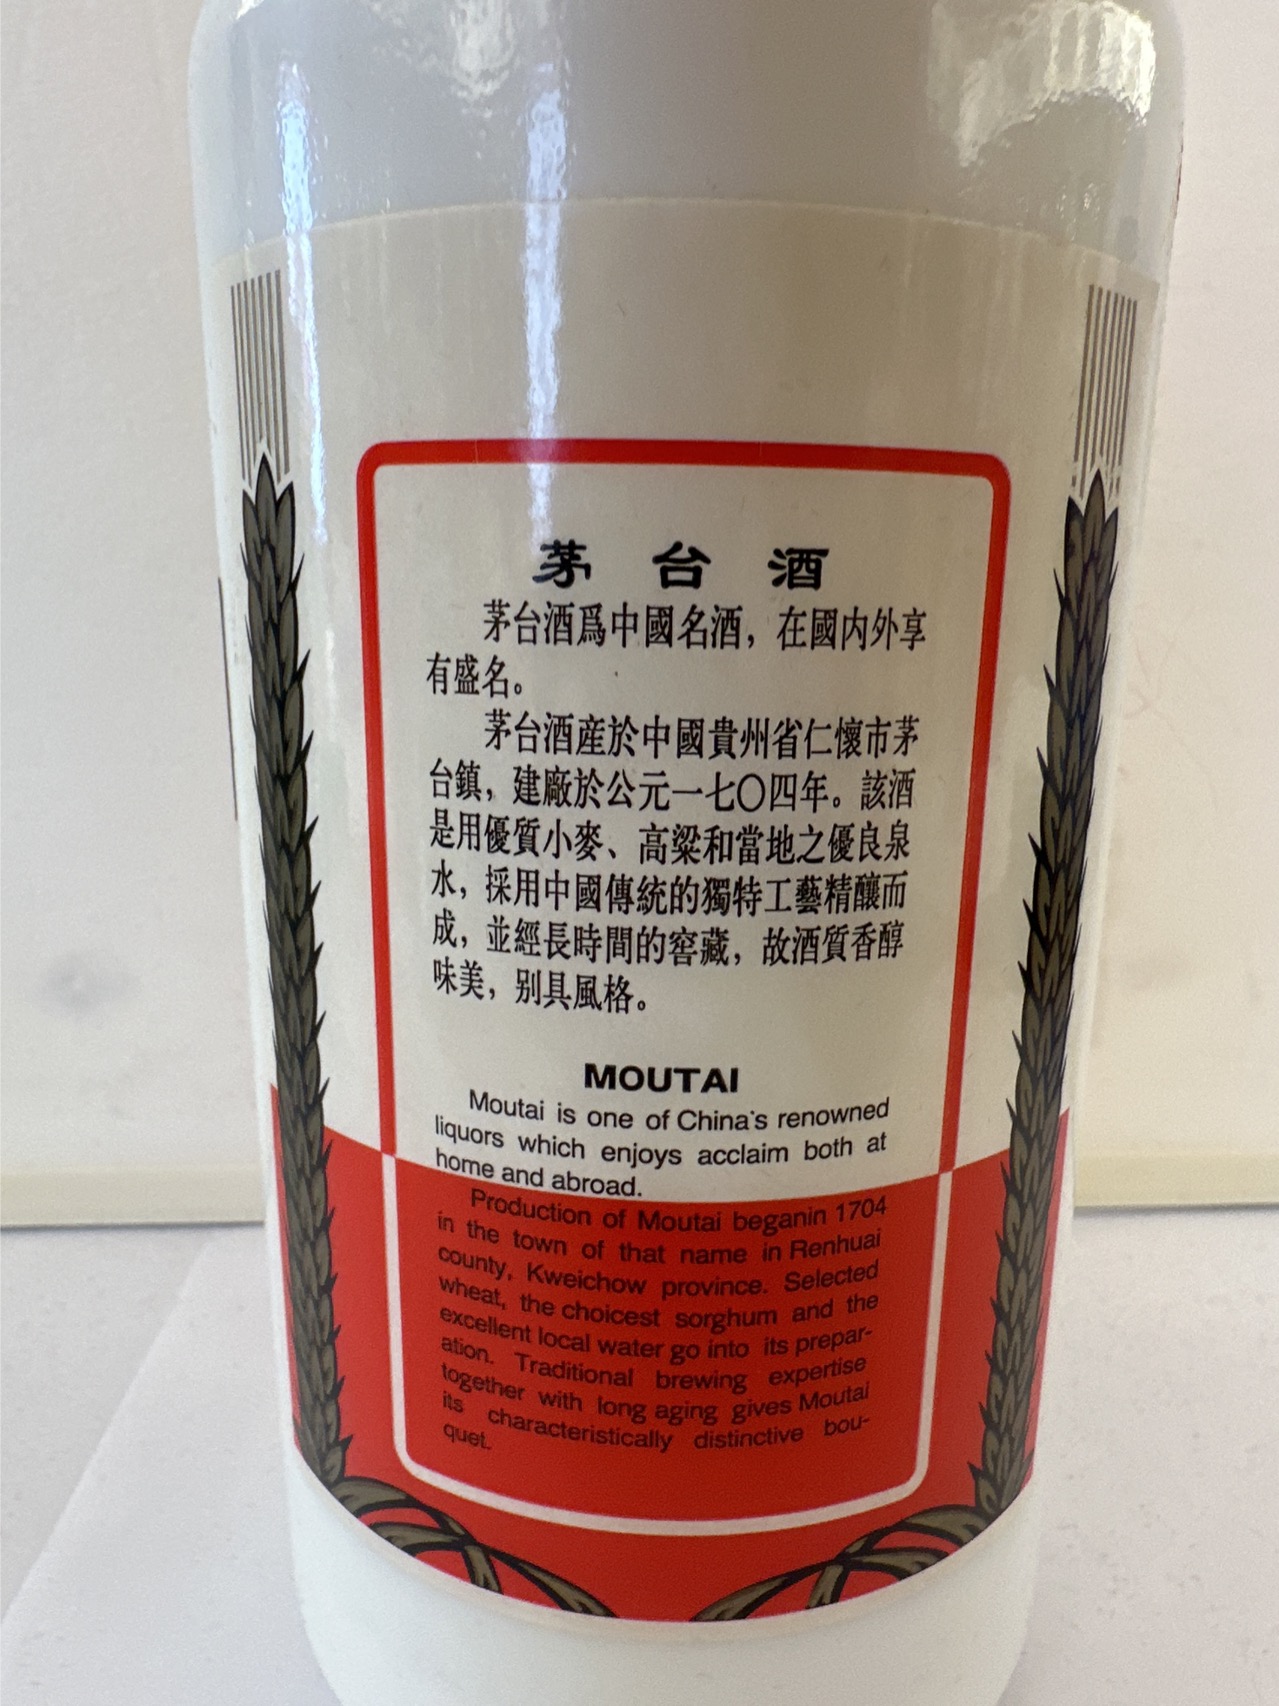 茅台酒
茅台酒爲中國名酒，在國内外享
有盛名。
茅台酒産於中國貴州省仁懷市茅
台鎮，建廠於公元一七〇四年。該酒
是用優質小麥、高粱和當地之優良泉
水，採用中國傳統的獨特工藝精釀而
成，並經長時間的窖藏，故酒質香醇
味美，别具風格。
MOUTAI
Moutai is one of China's renowned
liquors which enjoys acclaim both at
home and abroad.
Production of Moutai beganin 1704
in the town of that name in Renhuai
county, Kweichow province. Selected
wheat, the choicest sorghum and the
excellent local water go into its prepar-
ation. Traditional brewing expertise
together with long aging gives Moutai
its characteristically distinctive bou-
quet.